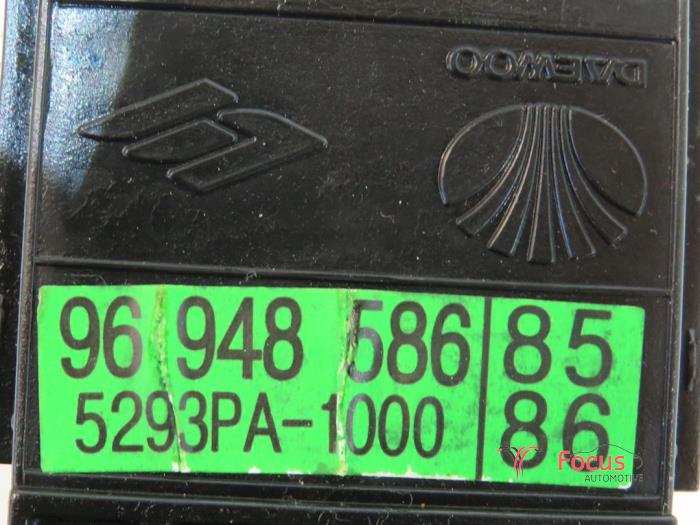 DAEWOO
96 948 586 85
5293PA-1000 86
Focus
AUTOMOTIVE